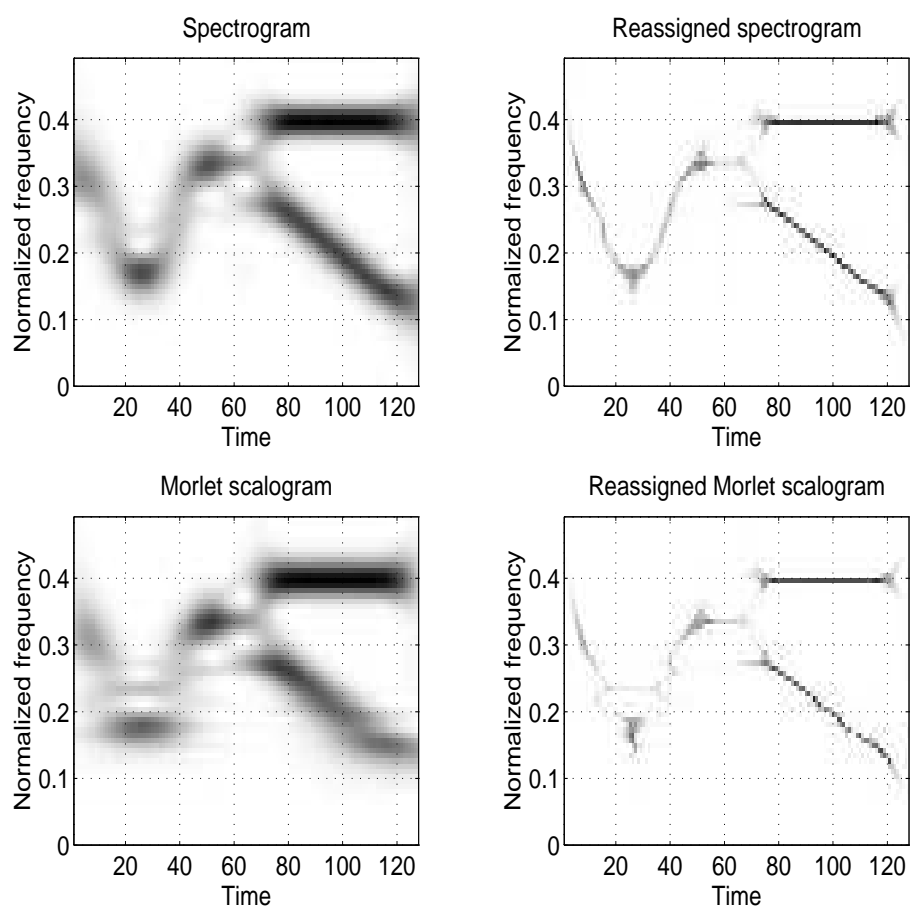 Spectrogram
Normalized frequency
0.4
0.3
0.2
0.1
0
20 40 60 80 100 120
Time
Reassigned spectrogram
Normalized frequency
0.4
0.3
0.2
0.1
0
20 40 60 80 100 120
Time
Morlet scalogram
Normalized frequency
0.4
0.3
0.2
0.1
0
20 40 60 80 100 120
Time
Reassigned Morlet scalogram
Normalized frequency
0.4
0.3
0.2
0.1
0
20 40 60 80 100 120
Time